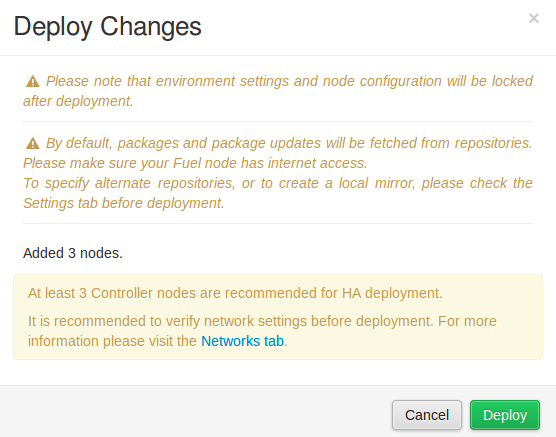 Deploy Changes
×
Please note that environment settings and node configuration will be locked
after deployment.
By default, packages and package updates will be fetched from repositories.
Please make sure your Fuel node has internet access.
To specify alternate repositories, or to create a local mirror, please check the
Settings tab before deployment.
Added 3 nodes.
At least 3 Controller nodes are recommended for HA deployment.
It is recommended to verify network settings before deployment. For more
information please visit the Networks tab.
Cancel
Deploy